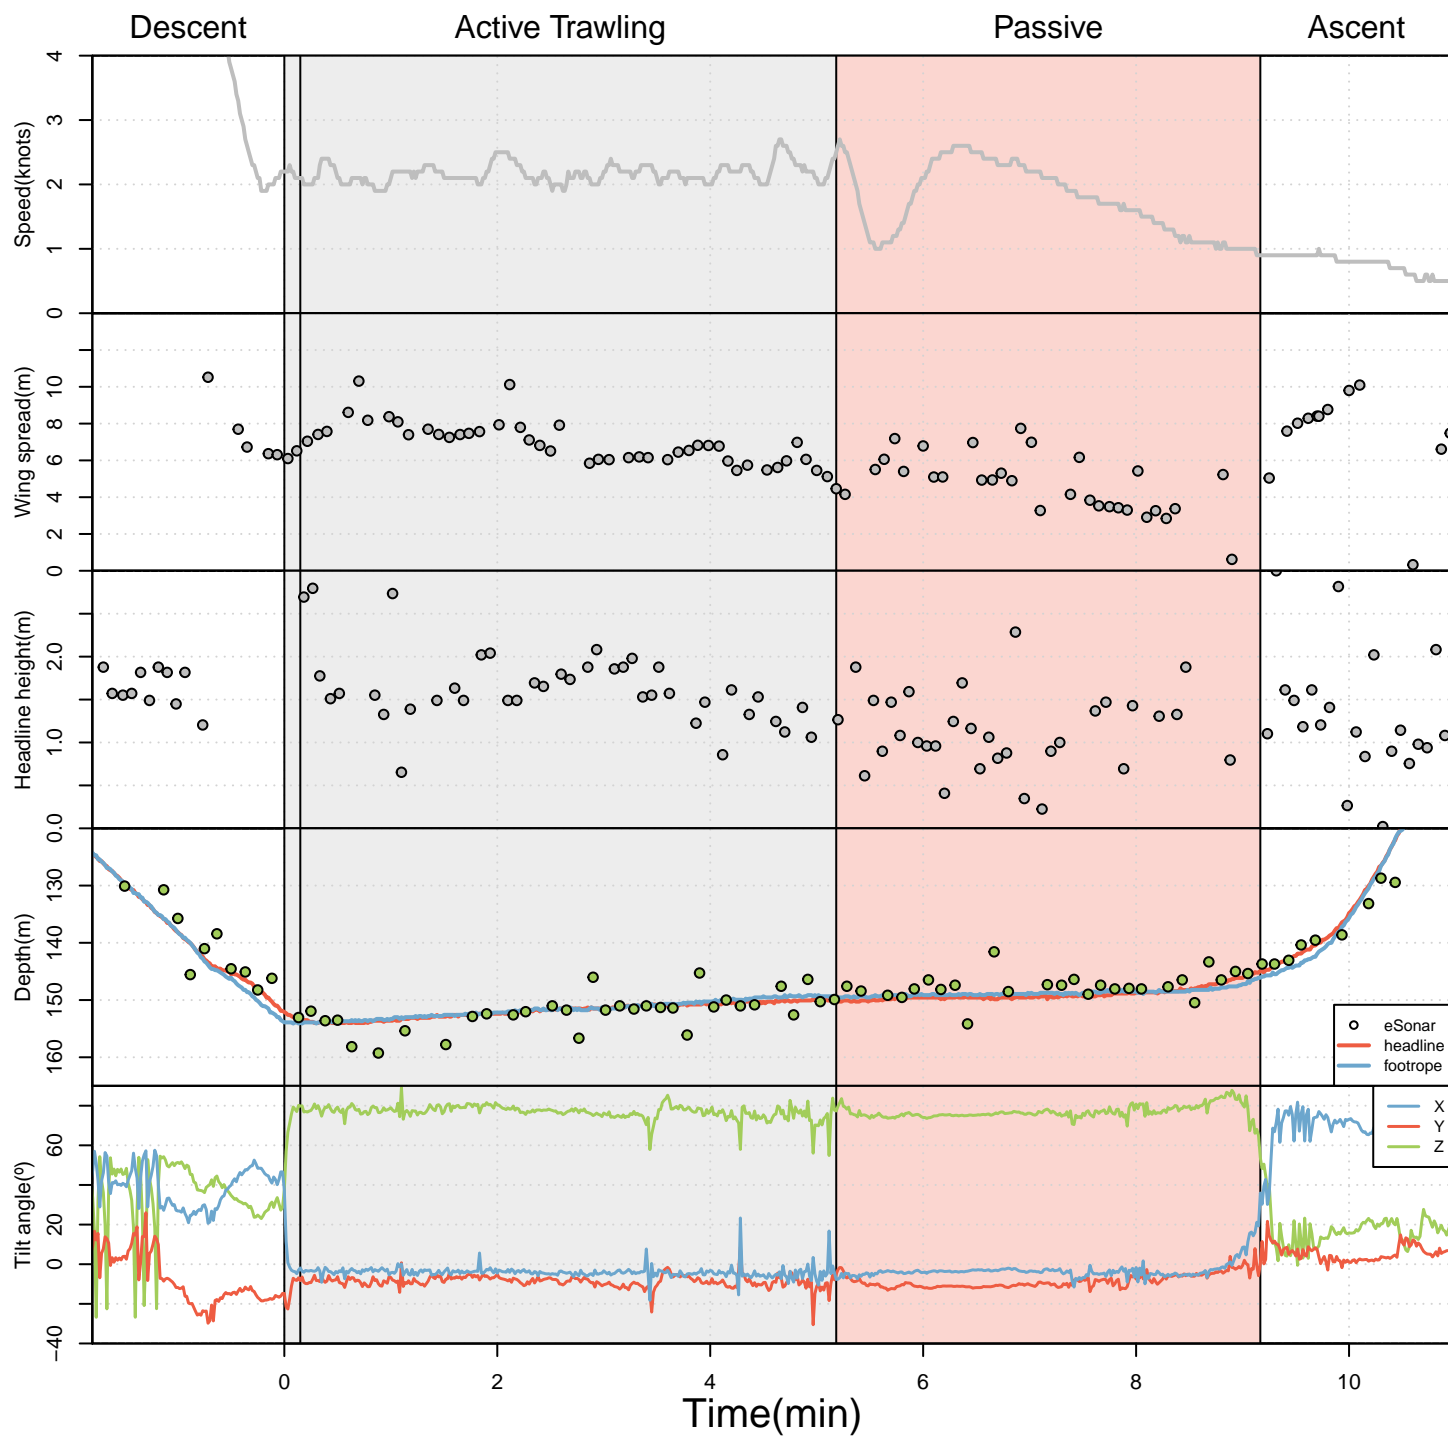 Descent Active Trawling Passive Ascent
Speed(knots)
4
3
2
1
0
Wing spread(m)
10
8
6
4
2
0
Headline height(m)
2.0
1.0
0.0
Depth(m)
130
140
150
160
eSonar
headline
footrope
Tilt angle(º)
60
20
0
−40
X
Y
Z
0 2 4 6 8 10
Time(min)